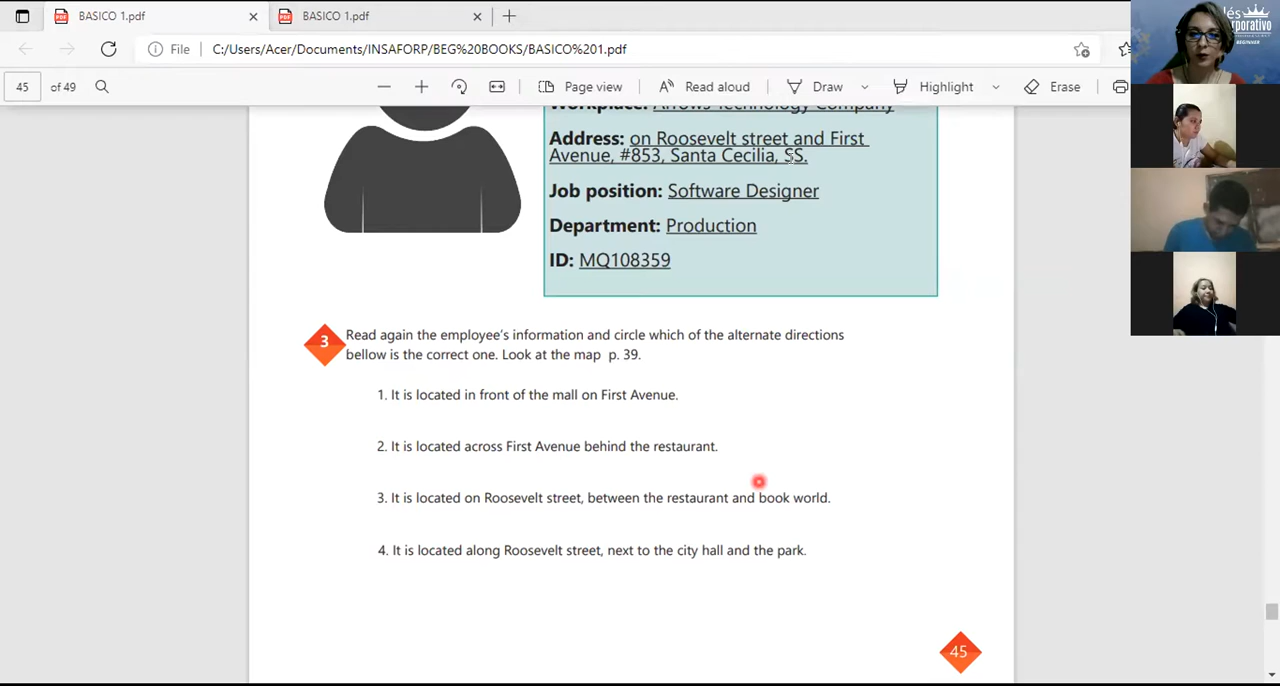 BASICO 1.pdf
BASICO 1.pdf
File
C:/Users/Acer/Documents/INSAFORP/BEG%20BOOKS/BASICO%201.pdf
45 of 49
Page view
Read aloud
Draw
Highlight
Erase
Workplace: Arrows Technology Company
Address: on Roosevelt street and First
Avenue, #853, Santa Cecilia, SS.
Job position: Software Designer
Department: Production
ID: MQ108359
3
Read again the employee's information and circle which of the alternate directions
bellow is the correct one. Look at the map p. 39.
1. It is located in front of the mall on First Avenue.
2. It is located across First Avenue behind the restaurant.
3. It is located on Roosevelt street, between the restaurant and book world.
4. It is located along Roosevelt street, next to the city hall and the park.
45
BEGINNER